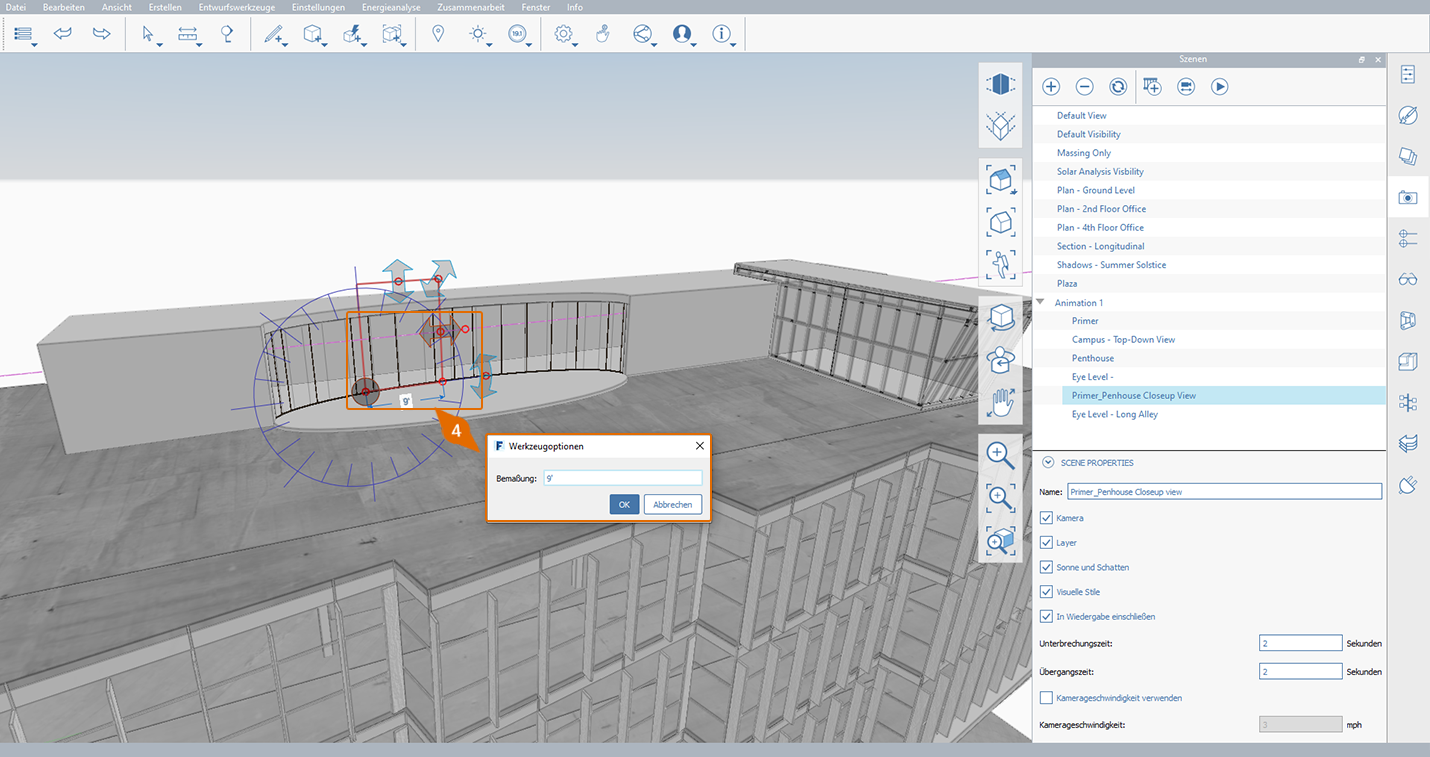 Datei Bearbeiten Ansicht Erstellen Entwurfswerkzeuge Einstellungen Energieanalyse Zusammenarbeit Fenster Info
19.1
Szenen
Default View
Default Visibility
Massing Only
Solar Analysis Visbility
Plan - Ground Level
Plan - 2nd Floor Office
Plan - 4th Floor Office
Section - Longitudinal
Shadows - Summer Solstice
Plaza
Animation 1
Primer
Campus - Top-Down View
Penthouse
Eye Level -
Primer_Penhouse Closeup View
Eye Level - Long Alley
9'
4
F Werkzeugoptionen
Bemaßung: 9'
OK Abbrechen
SCENE PROPERTIES
Name: Primer_Penhouse Closeup view
Kamera
Layer
Sonne und Schatten
Visuelle Stile
In Wiedergabe einschließen
Unterbrechungszeit: 2 Sekunden
Übergangszeit: 2 Sekunden
Kamerageschwindigkeit verwenden
Kamerageschwindigkeit: 3 mph